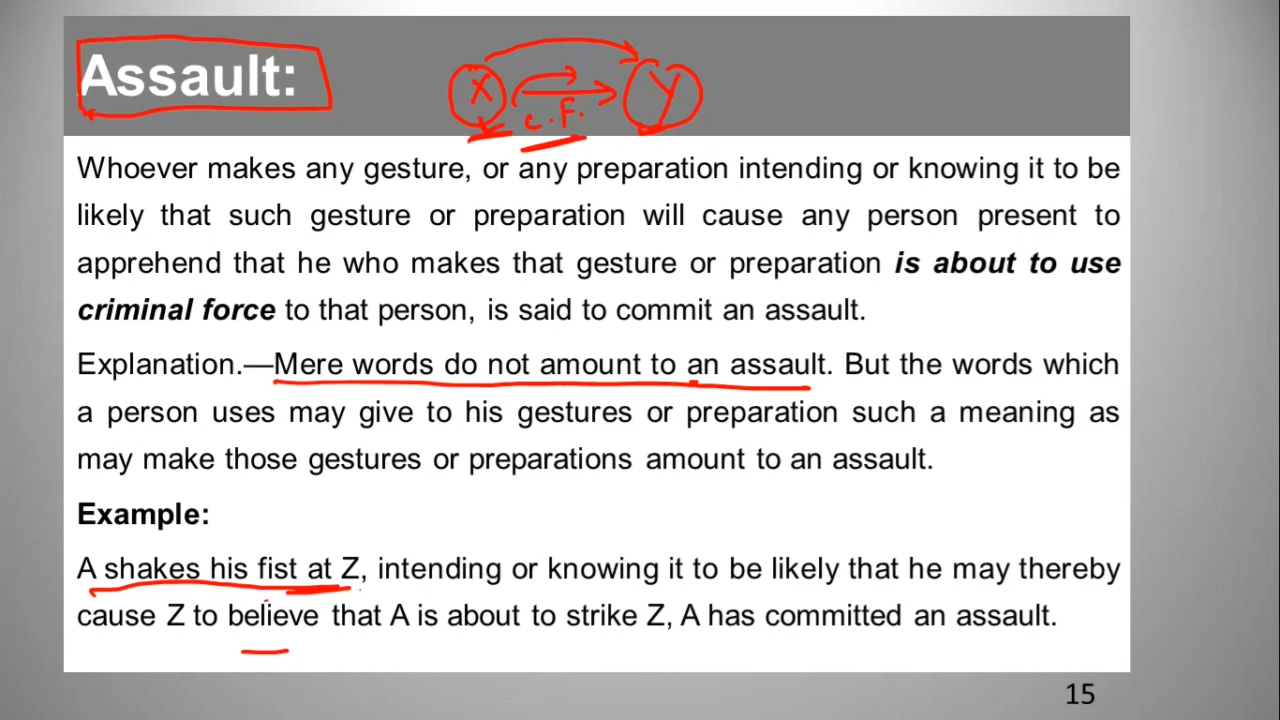 Assault:
X c.F. Y
Whoever makes any gesture, or any preparation intending or knowing it to be
likely that such gesture or preparation will cause any person present to
apprehend that he who makes that gesture or preparation is about to use
criminal force to that person, is said to commit an assault.
Explanation.—Mere words do not amount to an assault. But the words which
a person uses may give to his gestures or preparation such a meaning as
may make those gestures or preparations amount to an assault.
Example:
A shakes his fist at Z, intending or knowing it to be likely that he may thereby
cause Z to believe that A is about to strike Z, A has committed an assault.
15